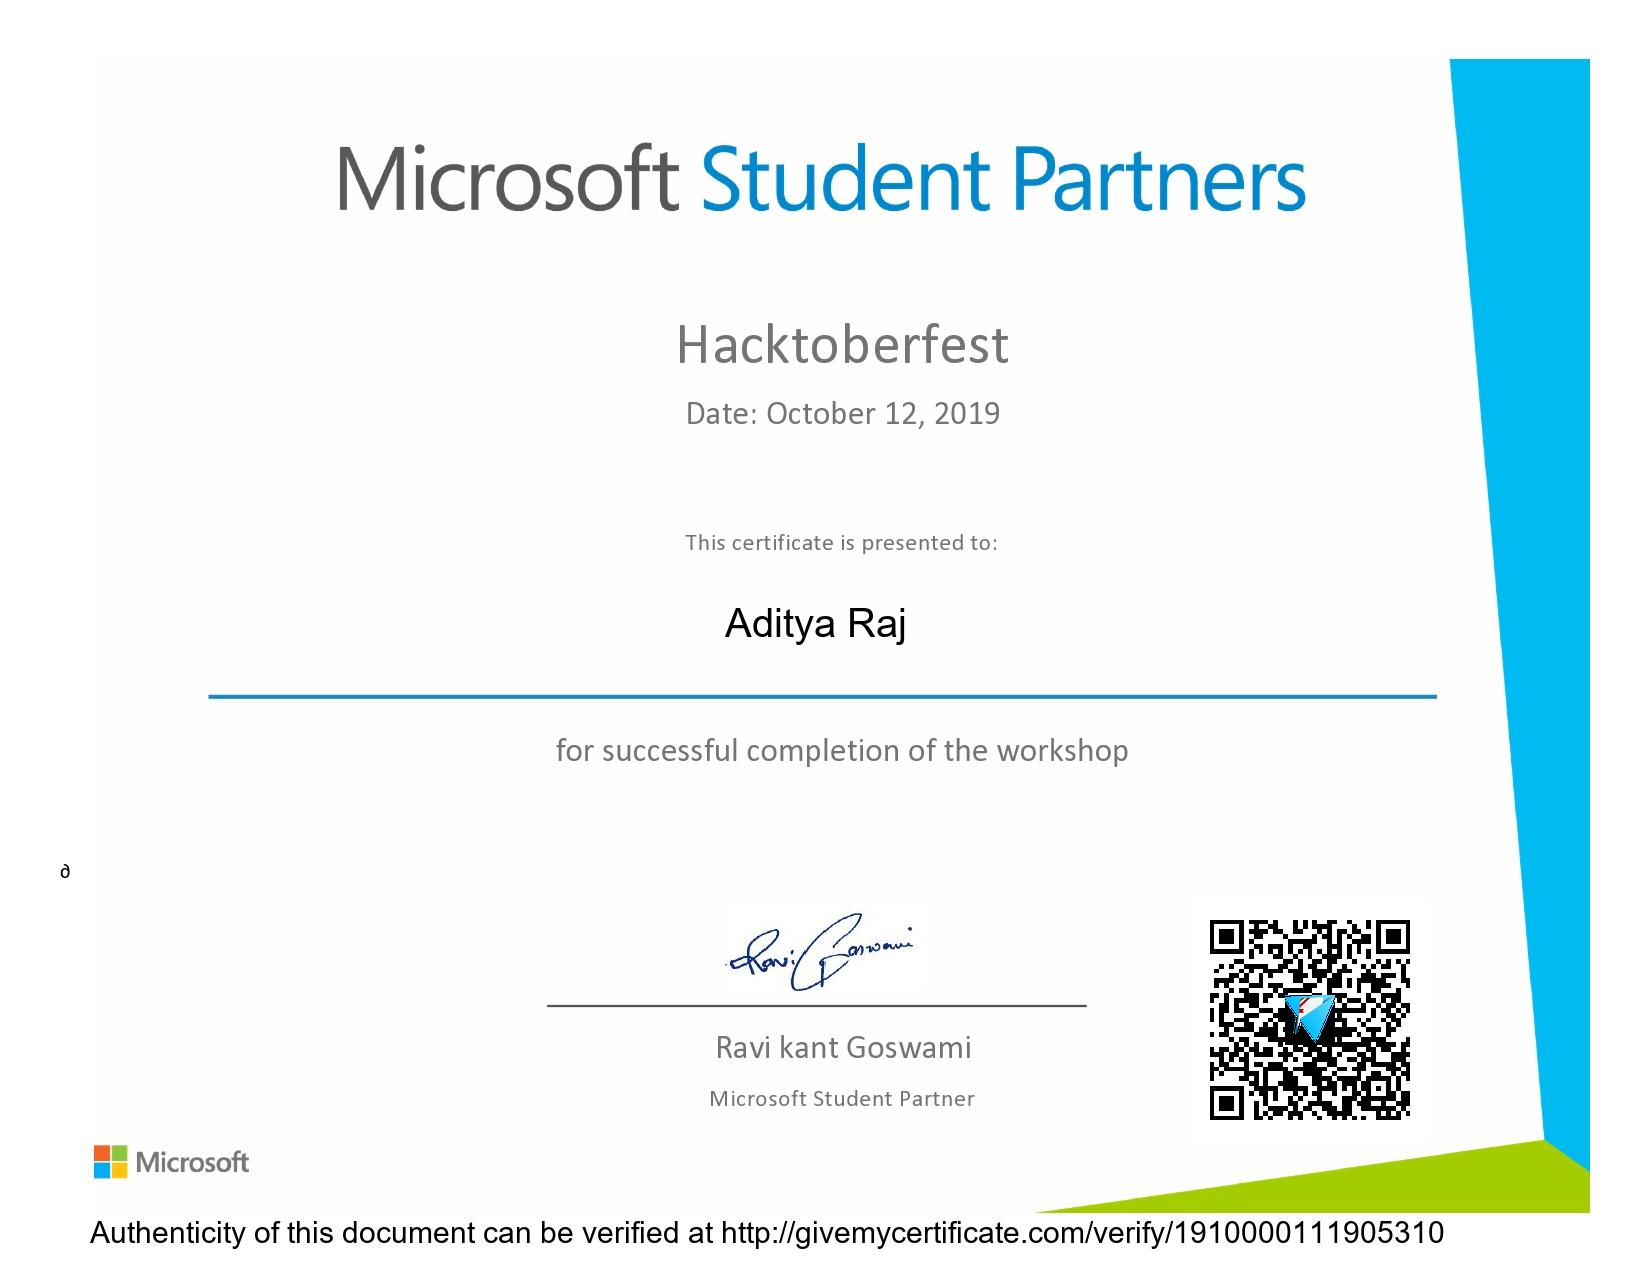 Microsoft Student Partners
Hacktoberfest
Date: October 12, 2019
This certificate is presented to:
Aditya Raj
for successful completion of the workshop
∂
Ravi Goswami
Ravi kant Goswami
Microsoft Student Partner
Microsoft
Authenticity of this document can be verified at http://givemycertificate.com/verify/1910000111905310